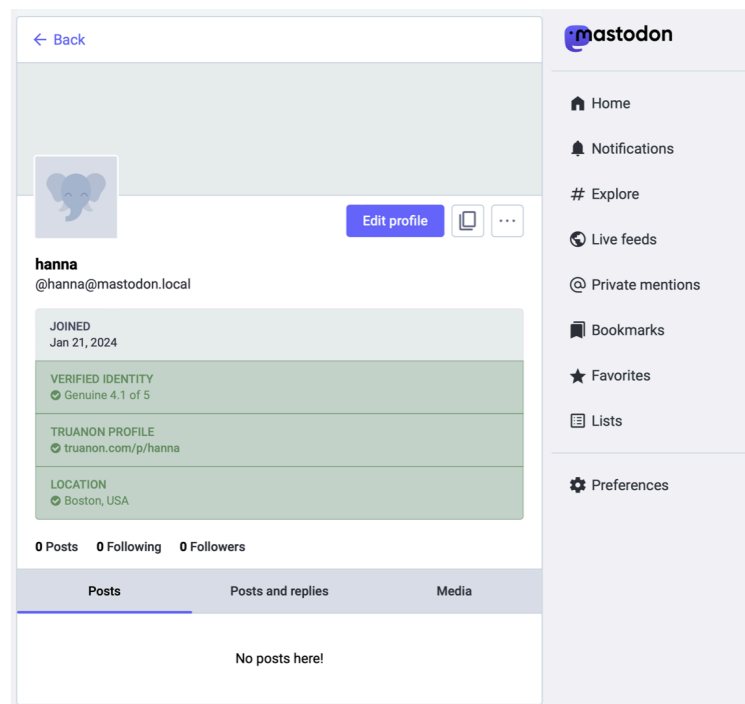 ← Back
Edit profile
hanna
@hanna@mastodon.local
JOINED
Jan 21, 2024
VERIFIED IDENTITY
Genuine 4.1 of 5
TRUANON PROFILE
truanon.com/p/hanna
LOCATION
Boston, USA
0 Posts 0 Following 0 Followers
Posts Posts and replies Media
No posts here!
mastodon
Home
Notifications
# Explore
Live feeds
@ Private mentions
Bookmarks
Favorites
Lists
Preferences